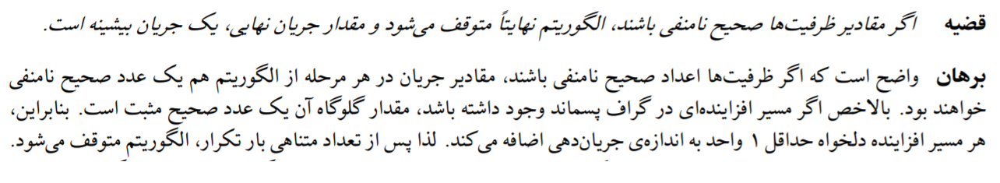 قضیه اگر مقادیر ظرفیت‌ها صحیح نامنفی باشند، الگوریتم نهایتاً متوقف می‌شود و مقدار جریان نهایی، یک جریان بیشینه است.
برهان واضح است که اگر ظرفیت‌ها اعداد صحیح نامنفی باشند، مقادیر جریان در هر مرحله از الگوریتم هم یک عدد صحیح نامنفی
خواهند بود. بالاخص اگر مسیر افزاینده‌ای در گراف پسماند وجود داشته باشد، مقدار گلوگاه آن یک عدد صحیح مثبت است. بنابراین،
هر مسیر افزاینده دلخواه حداقل ۱ واحد به اندازه‌ی جریان‌دهی اضافه می‌کند. لذا پس از تعداد متناهی بار تکرار، الگوریتم متوقف می‌شود.